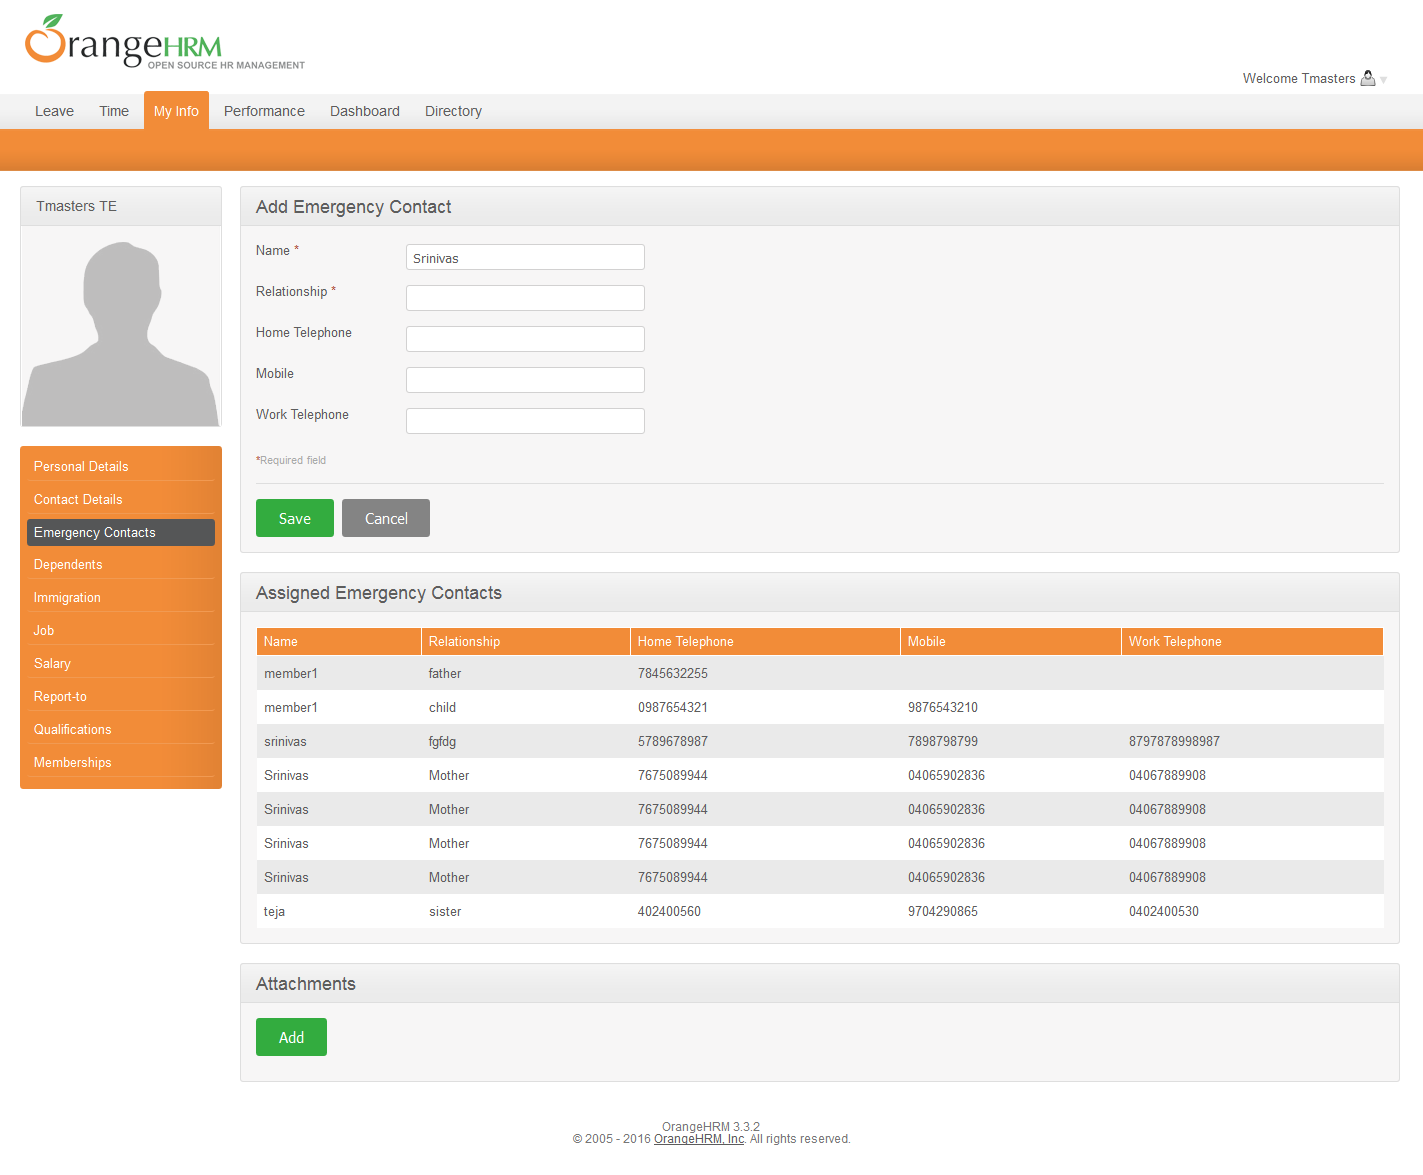 OrangeHRM
OPEN SOURCE HR MANAGEMENT
Welcome Tmasters
Leave Time My Info Performance Dashboard Directory
Tmasters TE
Personal Details
Contact Details
Emergency Contacts
Dependents
Immigration
Job
Salary
Report-to
Qualifications
Memberships
Add Emergency Contact
Name * Srinivas
Relationship *
Home Telephone
Mobile
Work Telephone
*Required field
Save Cancel
Assigned Emergency Contacts
Name Relationship Home Telephone Mobile Work Telephone
member1 father 7845632255
member1 child 0987654321 9876543210
srinivas fgfdg 5789678987 7898798799 8797878998987
Srinivas Mother 7675089944 04065902836 04067889908
Srinivas Mother 7675089944 04065902836 04067889908
Srinivas Mother 7675089944 04065902836 04067889908
Srinivas Mother 7675089944 04065902836 04067889908
teja sister 402400560 9704290865 0402400530
Attachments
Add
OrangeHRM 3.3.2
© 2005 - 2016 OrangeHRM, Inc. All rights reserved.